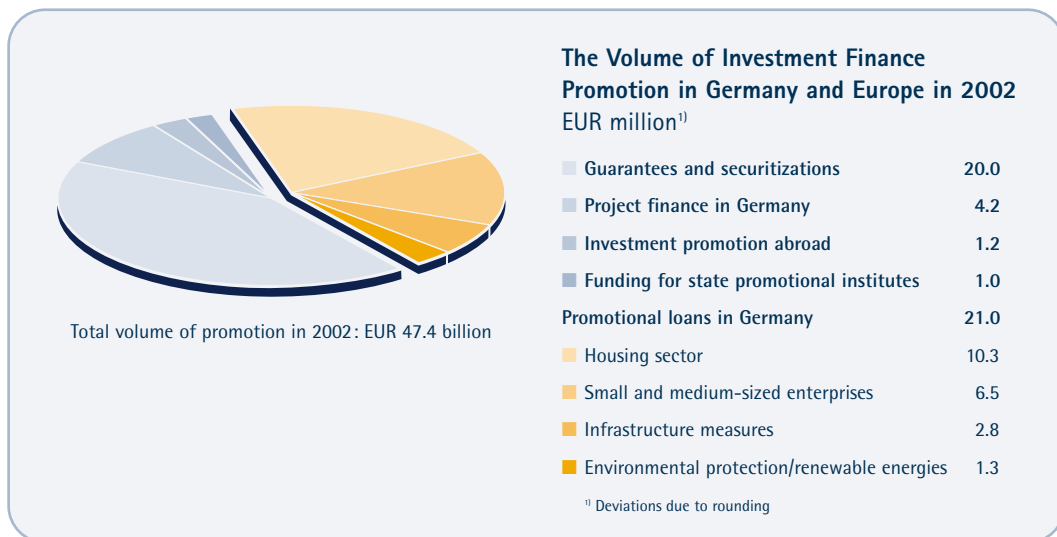 The Volume of Investment Finance
Promotion in Germany and Europe in 2002
EUR million1)
Guarantees and securitizations 20.0
Project finance in Germany 4.2
Investment promotion abroad 1.2
Funding for state promotional institutes 1.0
Promotional loans in Germany 21.0
Housing sector 10.3
Small and medium-sized enterprises 6.5
Infrastructure measures 2.8
Environmental protection/renewable energies 1.3
1) Deviations due to rounding
Total volume of promotion in 2002: EUR 47.4 billion